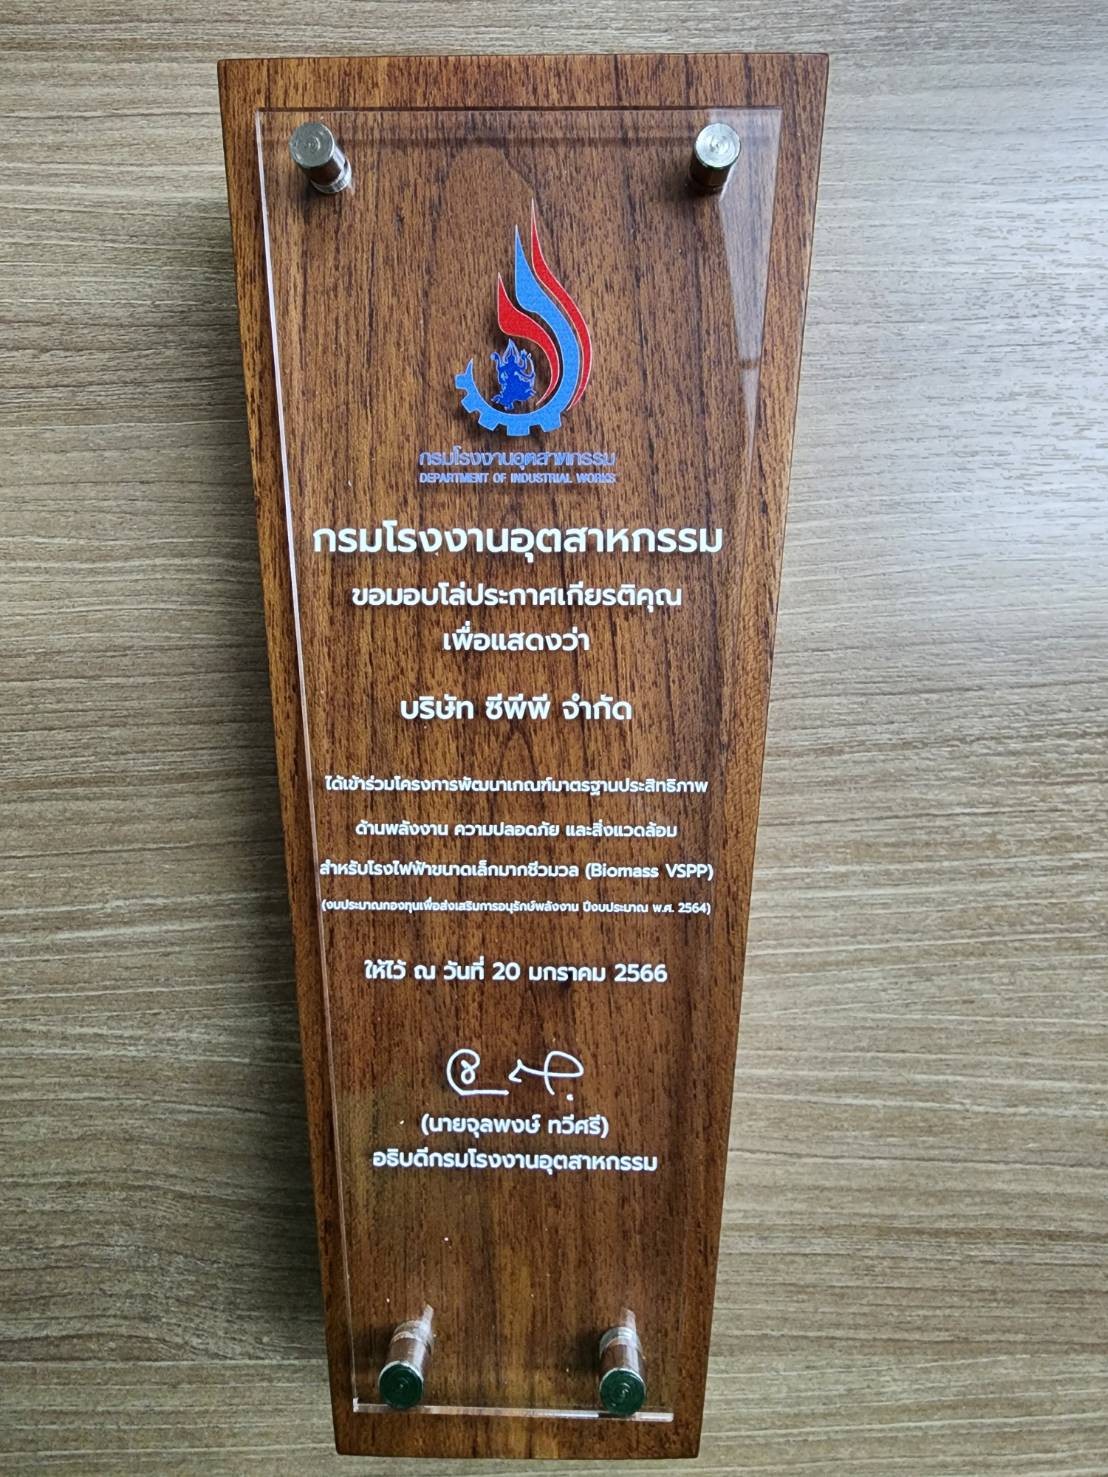 กรมโรงงานอุตสาหกรรม
DEPARTMENT OF INDUSTRIAL WORKS
กรมโรงงานอุตสาหกรรม
ขอมอบโล่ประกาศเกียรติคุณ
เพื่อแสดงว่า
บริษัท ซีพีพี จำกัด
ได้เข้าร่วมโครงการพัฒนาเกณฑ์มาตรฐานประสิทธิภาพ
ด้านพลังงาน ความปลอดภัย และสิ่งแวดล้อม
สำหรับโรงไฟฟ้าขนาดเล็กมากชีวมวล (Biomass VSPP)
(งบประมาณกองทุนเพื่อส่งเสริมการอนุรักษ์พลังงาน ปีงบประมาณ พ.ศ. 2564)
ให้ไว้ ณ วันที่ 20 มกราคม 2566
(นายจุลพงษ์ ทวีศรี)
อธิบดีกรมโรงงานอุตสาหกรรม